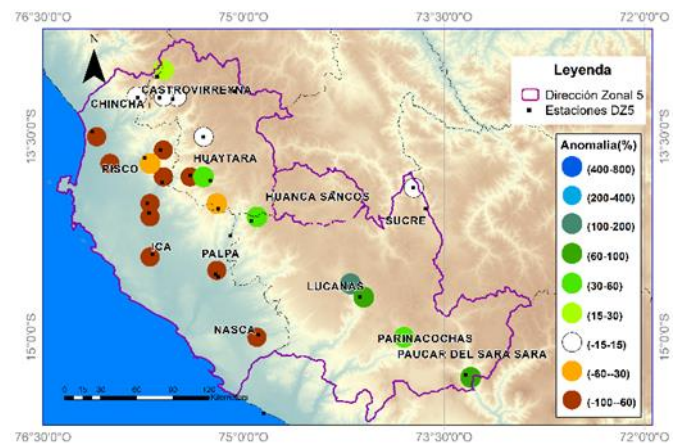 76°30'0"O 75°0'0"O 73°30'0"O 72°0'0"O
N
CASTROVIRREYNA
CHINCHA
HUAYTARA
RISCO
HUANCA SANCOS
SUCRE
ICA
PALPA
LUCANAS
NASCA
PARINACOCHAS
PAUCAR DEL SARA SARA
13°30'0"S
15°0'0"S
Leyenda
Dirección Zonal 5
Estaciones DZ5
Anomalia(%)
(400-800)
(200-400)
(100-200)
(60-100)
(30-60)
(15-30)
(-15-15)
(-60--30)
(-100--60)
0 15 30 60 90 120
Kilometers
13°30'0"S
15°0'0"S
76°30'0"O 75°0'0"O 73°30'0"O 72°0'0"O